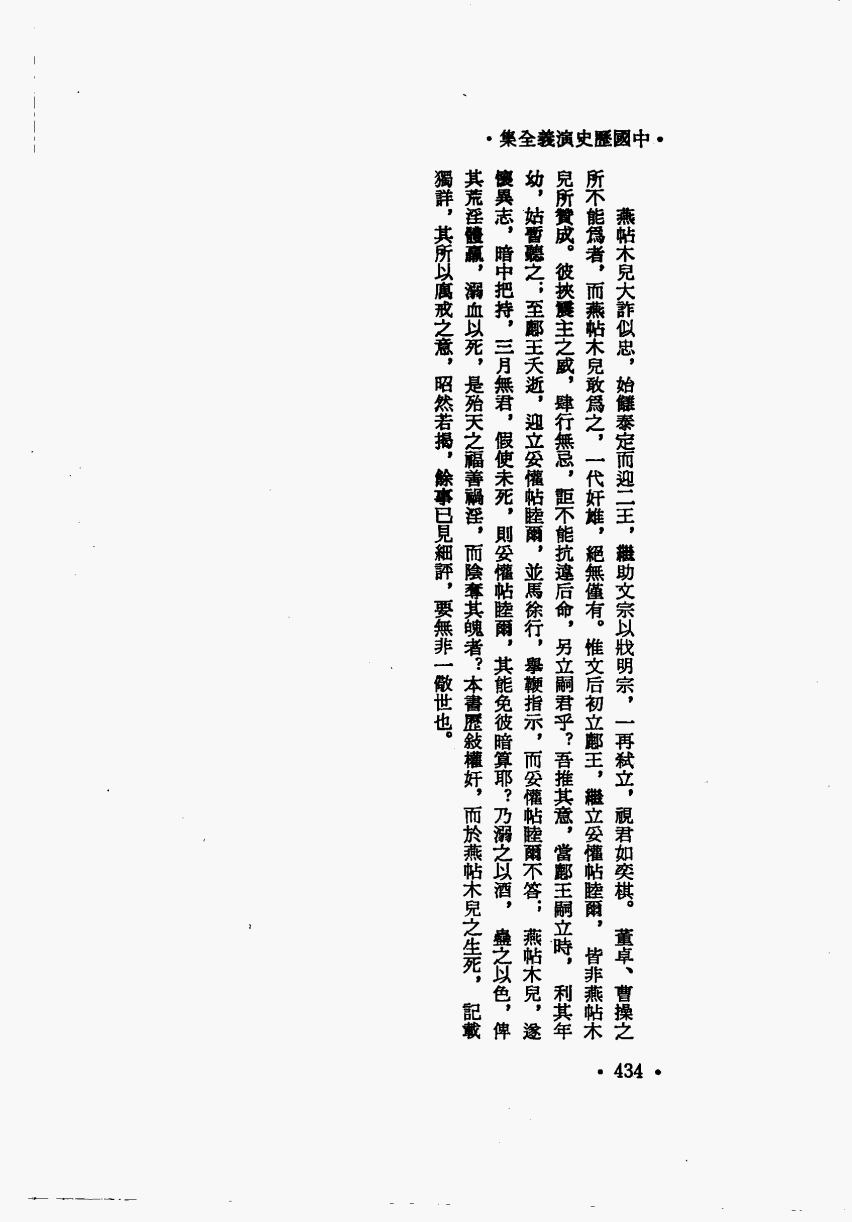 •中國歷史演義全集•
燕帖木兒大詐似忠，始雠泰定而迎二王，繼助文宗以戕明宗，一再弒立，視君如奕棋。董卓、曹操之
所不能爲者，而燕帖木兒敢爲之，一代奸雄，絕無僅有。惟文后初立鄜王，繼立妥懽帖睦爾，皆非燕帖木
兒所贊成。彼挾震主之威，肆行無忌，詎不能抗違后命，另立嗣君乎？吾推其意，當鄜王嗣立時，利其年
幼，姑暫聽之；至鄜王夭逝，迎立妥懽帖睦爾，並馬徐行，舉鞭指示，而妥懽帖睦爾不答；燕帖木兒，遂
懷異志，暗中把持，三月無君，假使未死，則妥懽帖睦爾，其能免彼暗算耶？乃溺之以酒，蠱之以色，俾
其荒淫體羸，溺血以死，是殆天之福善禍淫，而陰奪其魄者？本書歷敍權奸，而於燕帖木兒之生死，記載
獨詳，其所以寓戒之意，昭然若揭，餘事已見細評，要無非一儆世也。
•434•